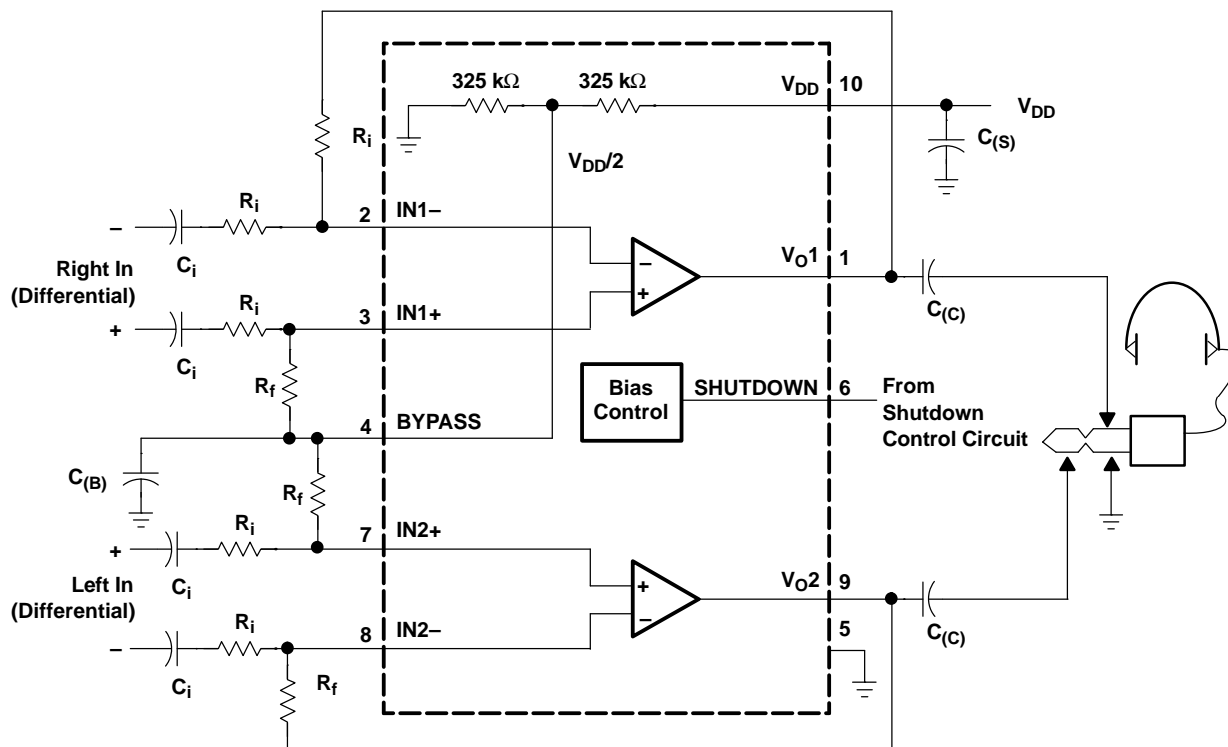 325 kΩ 325 kΩ
VDD 10
VDD
C(S)
Ri
VDD/2
Ri
2 IN1–
–
Ci
Right In
(Differential)
–
+
VO1 1
C(C)
Ri
+
Ci
3 IN1+
Rf
Bias
Control
SHUTDOWN 6
From
Shutdown
Control Circuit
4 BYPASS
C(B)
Rf
Ri
7 IN2+
+
Ci
Left In
(Differential)
+
–
VO2 9
C(C)
5
Ri
8 IN2–
–
Ci
Rf